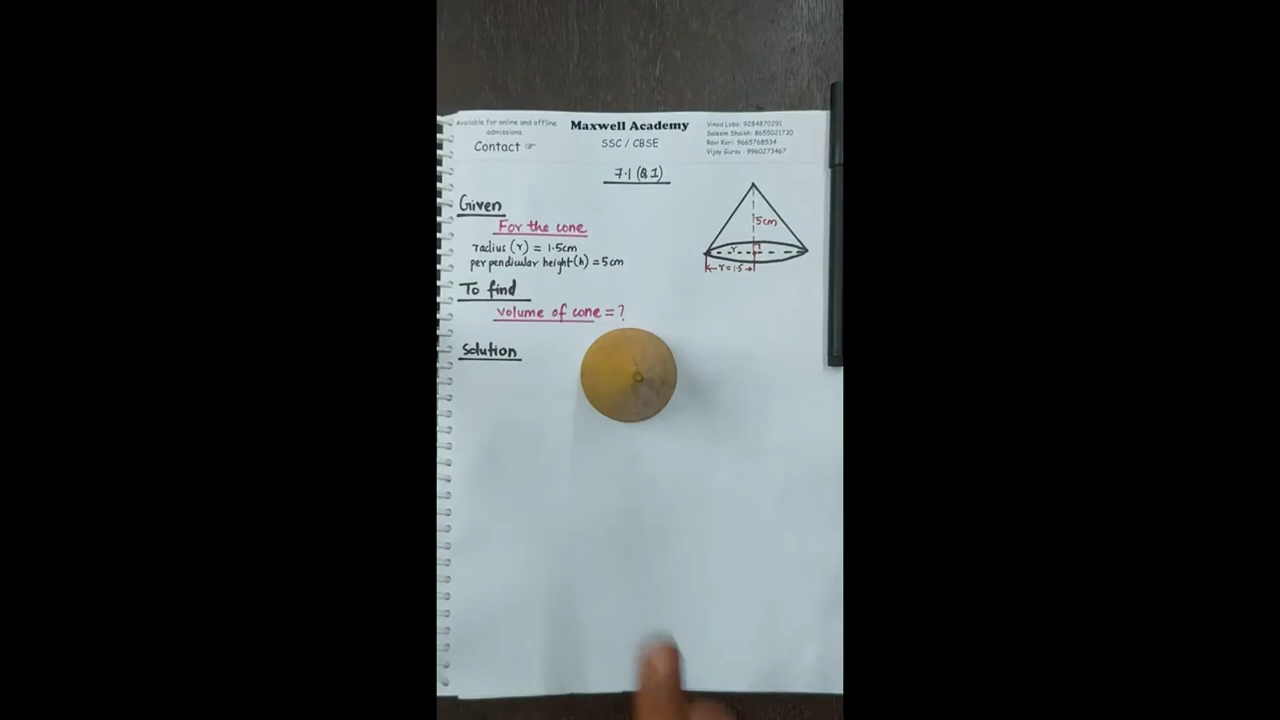 Available for online and offline
admissions.
Contact ☞
Maxwell Academy
SSC / CBSE
Vinod Lobo: 9284870291
Saleem Shaikh: 8655021730
Ravi Kori: 9665768534
Vijay Gurav: 9960273467
7.1 (Q 1)
Given
For the cone
radius (r) = 1.5cm
perpendicular height (h) = 5cm
To find
volume of cone = ?
Solution
5cm
r
r = 1.5